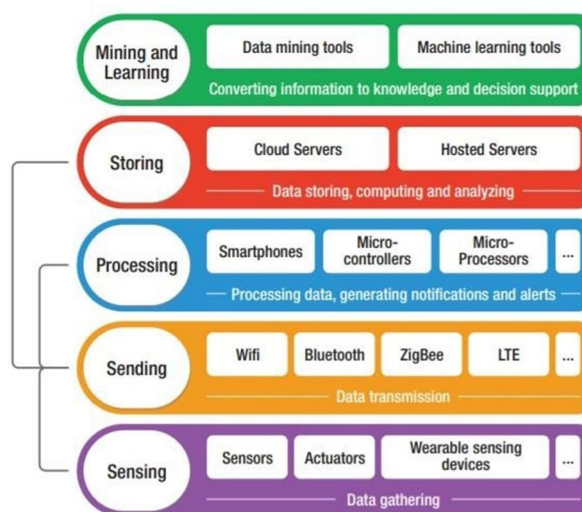 Mining and
Learning
Data mining tools
Machine learning tools
Converting information to knowledge and decision support
Storing
Cloud Servers
Hosted Servers
Data storing, computing and analyzing
Processing
Smartphones
Micro-
controllers
Micro-
Processors
...
Processing data, generating notifications and alerts
Sending
Wifi
Bluetooth
ZigBee
LTE
...
Data transmission
Sensing
Sensors
Actuators
Wearable sensing
devices
...
Data gathering